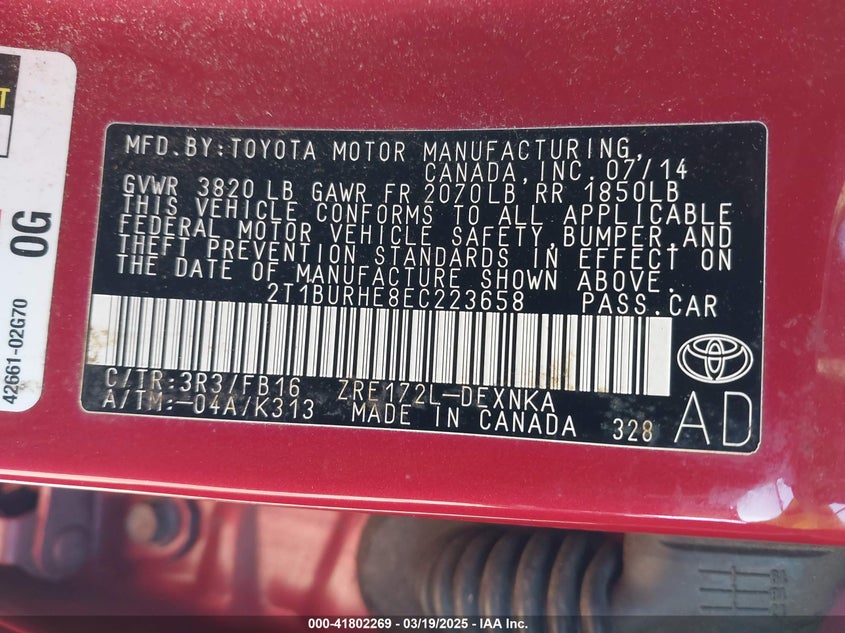 T
0G
42661-02G70
MFD.BY:TOYOTA MOTOR MANUFACTURING,
CANADA,INC. 07/14
GVWR 3820 LB GAWR FR 2070LB RR 1850LB
THIS VEHICLE CONFORMS TO ALL APPLICABLE
FEDERAL MOTOR VEHICLE SAFETY,BUMPER,AND
THEFT PREVENTION STANDARDS IN EFFECT ON
THE DATE OF MANUFACTURE SHOWN ABOVE.
2T1BURHE8EC223658 PASS.CAR
C/TR:3R3/FB16 ZRE172L-DEXNKA
A/TM:-04A/K313 MADE IN CANADA 328 AD
000-41802269 - 03/19/2025 - IAA Inc.